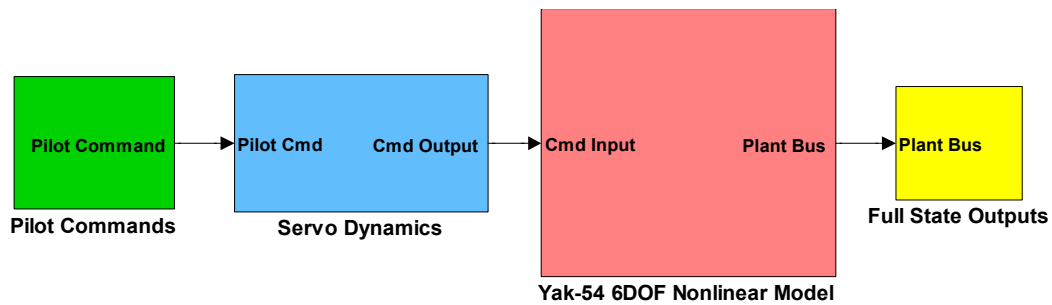 Pilot Command
Pilot Commands
Pilot Cmd
Cmd Output
Servo Dynamics
Cmd Input
Plant Bus
Yak-54 6DOF Nonlinear Model
Plant Bus
Full State Outputs